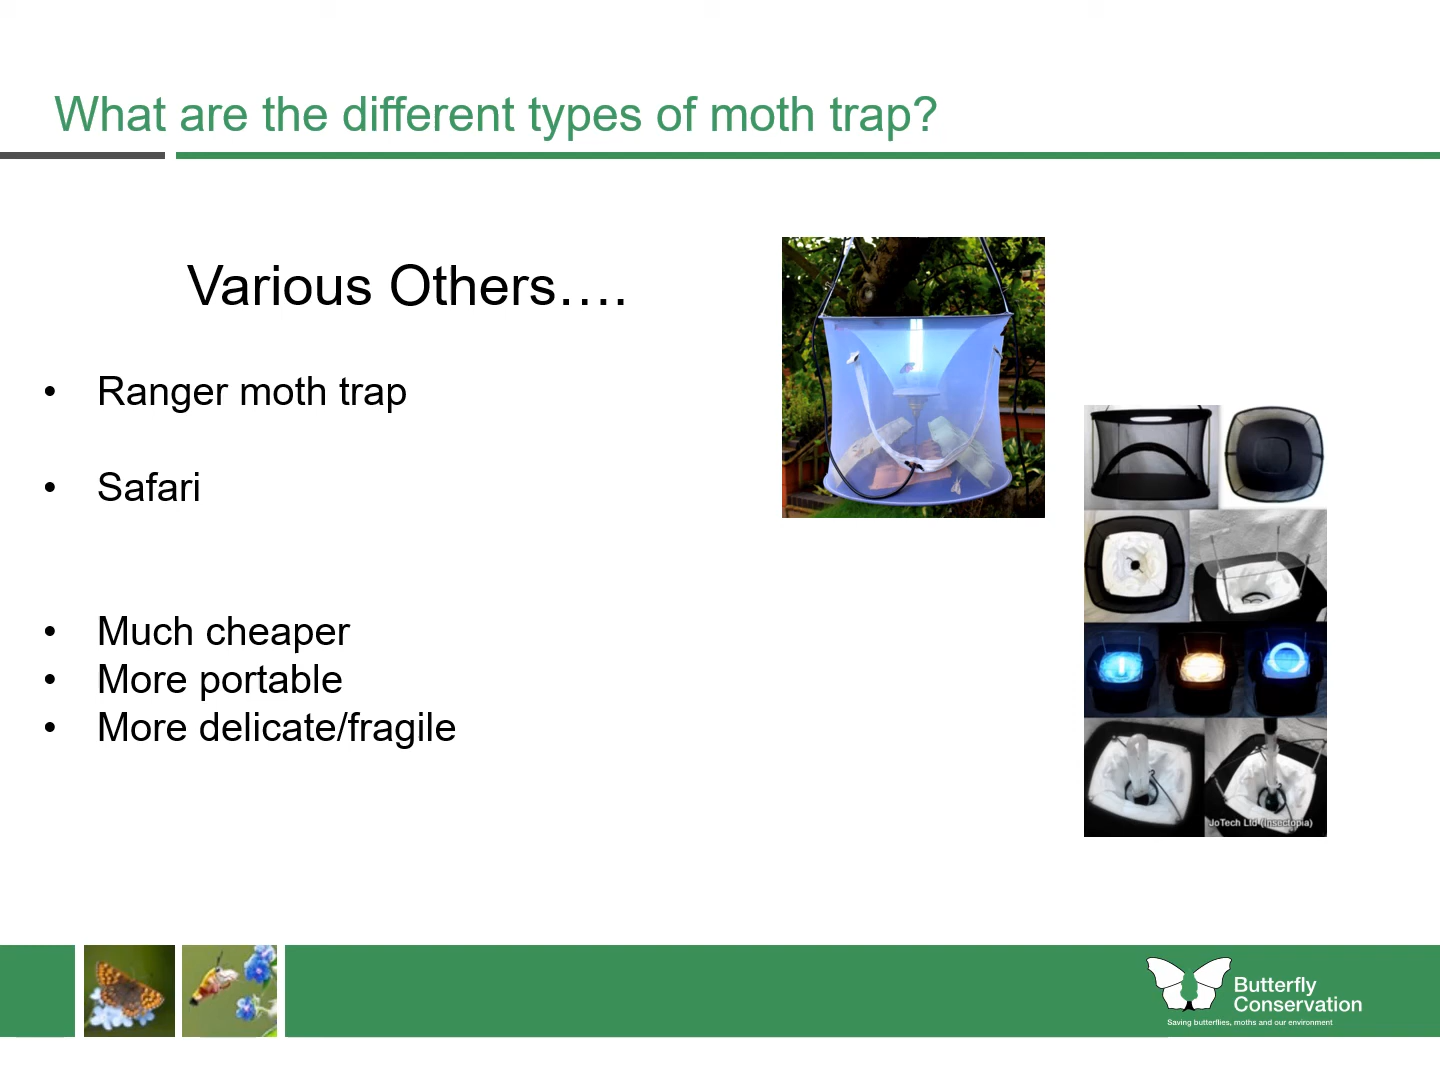 What are the different types of moth trap?
Various Others….
• Ranger moth trap
• Safari
• Much cheaper
• More portable
• More delicate/fragile
JoTech Ltd (Insectopia)
Butterfly
Conservation
Saving butterflies, moths and our environment